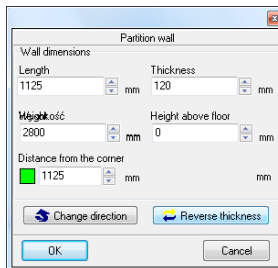 Partition wall
Wall dimensions
Length Thickness
1125 mm 120 mm
Height above floor
2800 mm 0 mm
Distance from the corner
1125 mm mm
Change direction Reverse thickness
OK Cancel